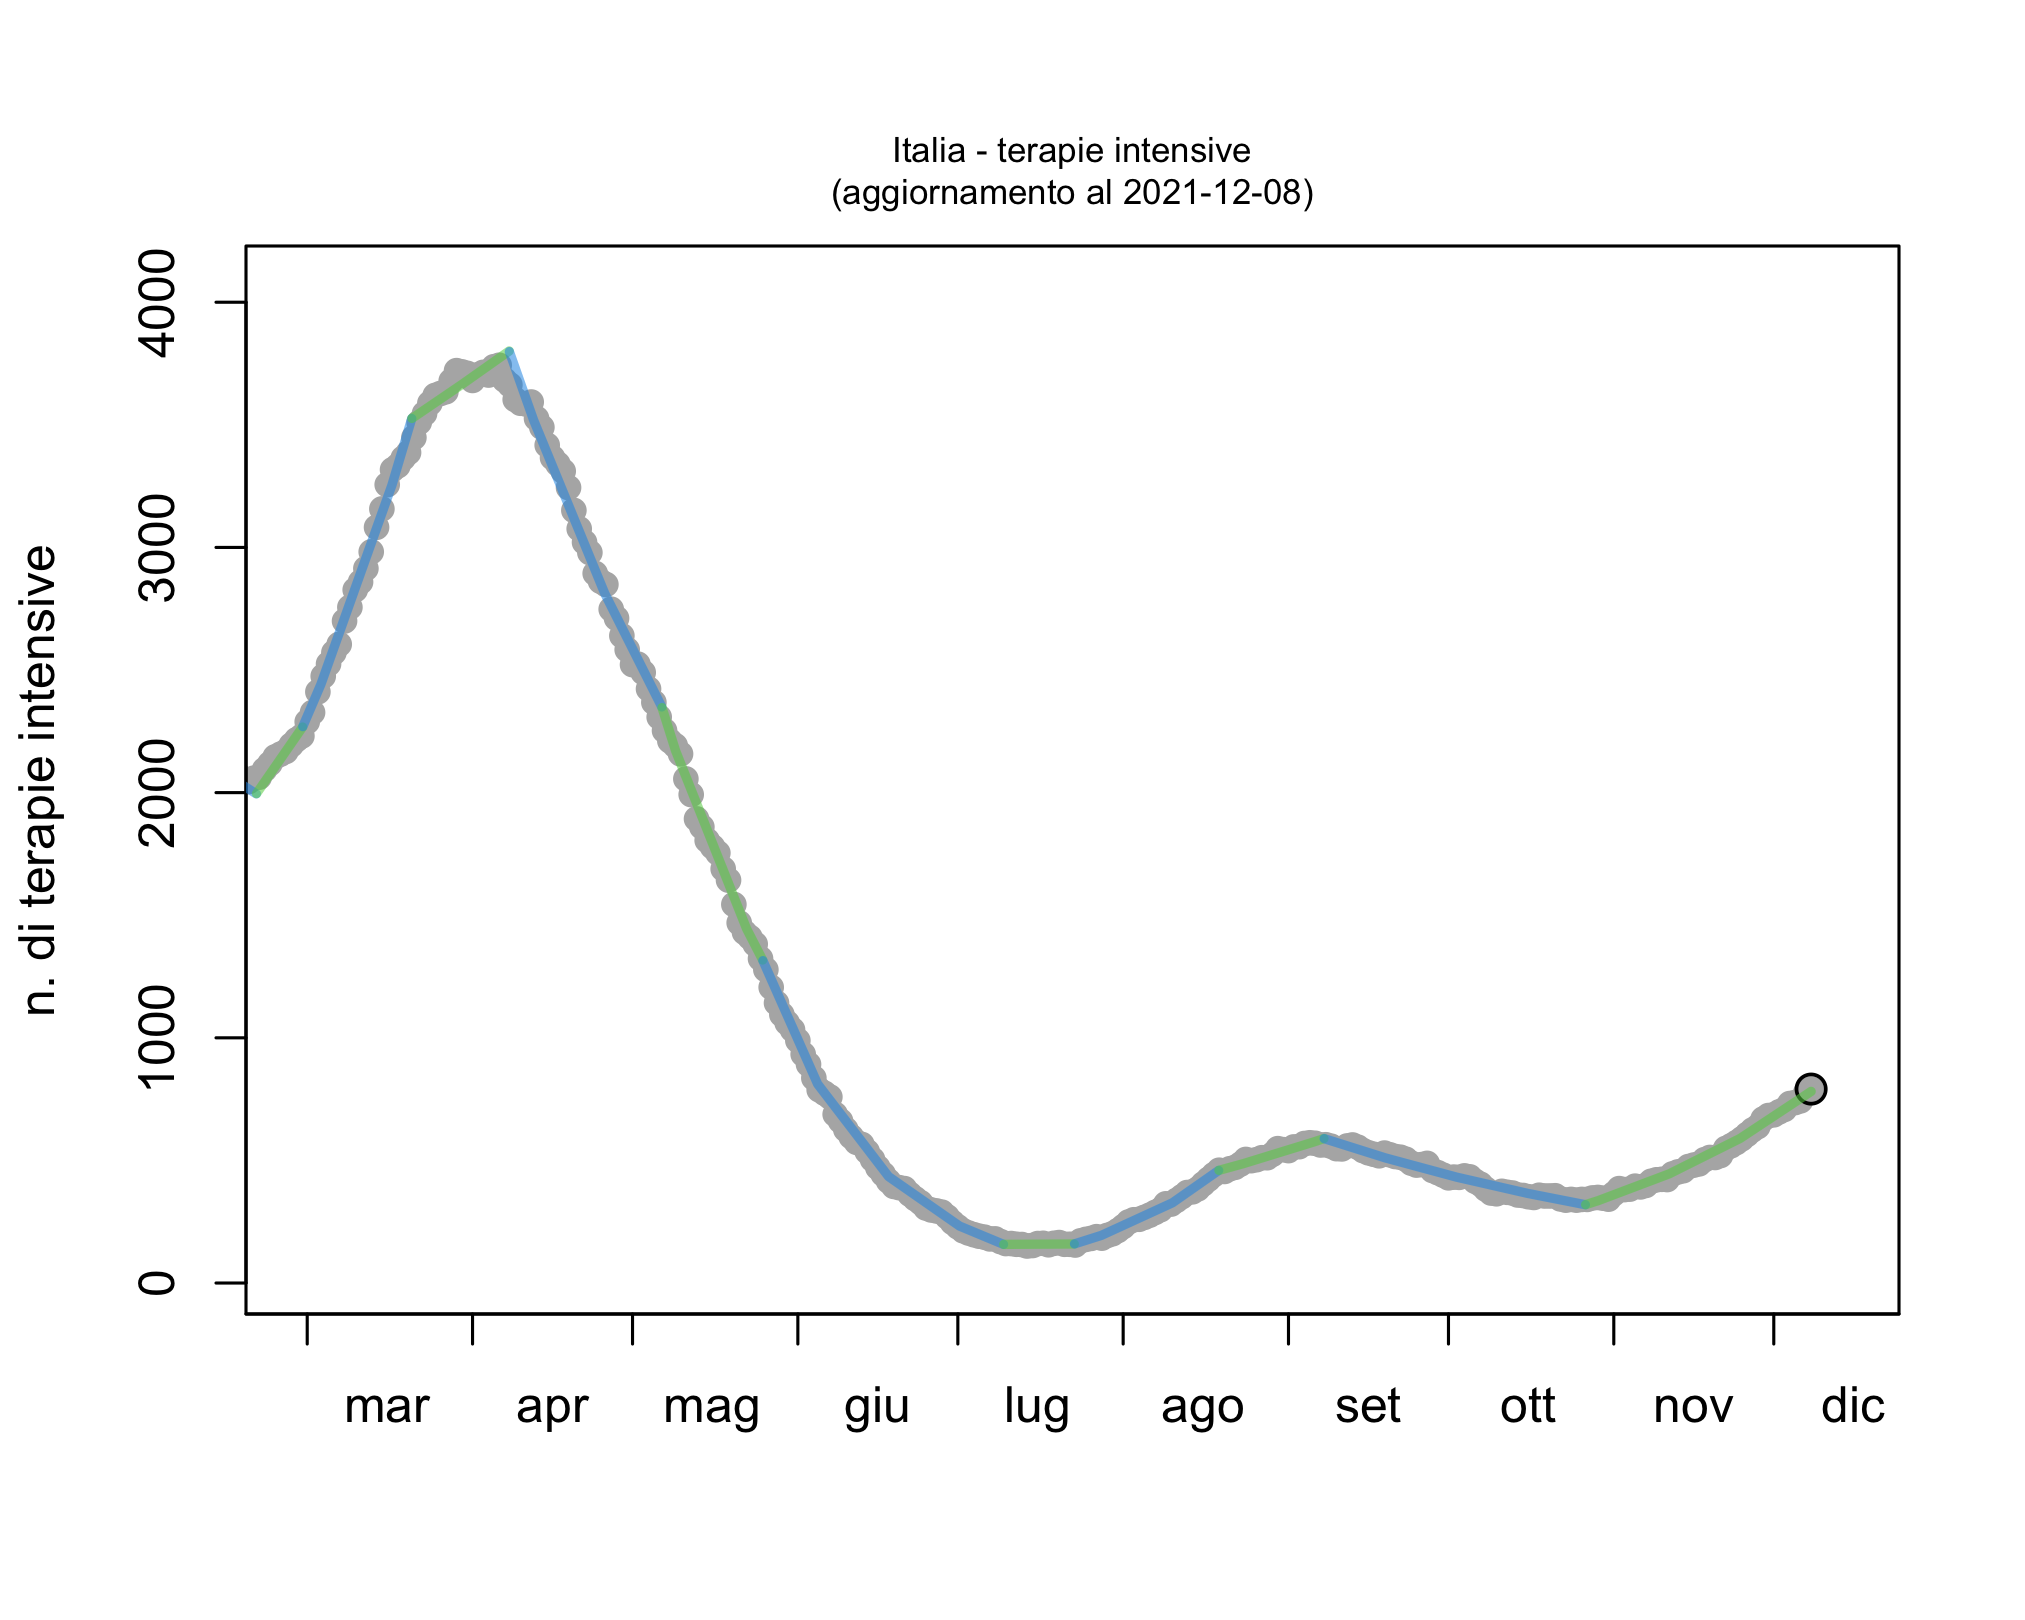 Italia - terapie intensive
(aggiornamento al 2021-12-08)
n. di terapie intensive
4000
3000
2000
1000
0
mar apr mag giu lug ago set ott nov dic